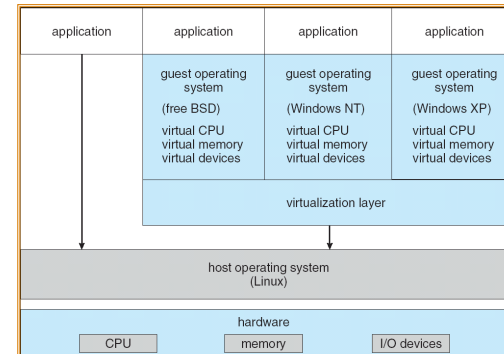 application
application
application
application
guest operating
system
(free BSD)
virtual CPU
virtual memory
virtual devices
guest operating
system
(Windows NT)
virtual CPU
virtual memory
virtual devices
guest operating
system
(Windows XP)
virtual CPU
virtual memory
virtual devices
virtualization layer
host operating system
(Linux)
hardware
CPU
memory
I/O devices